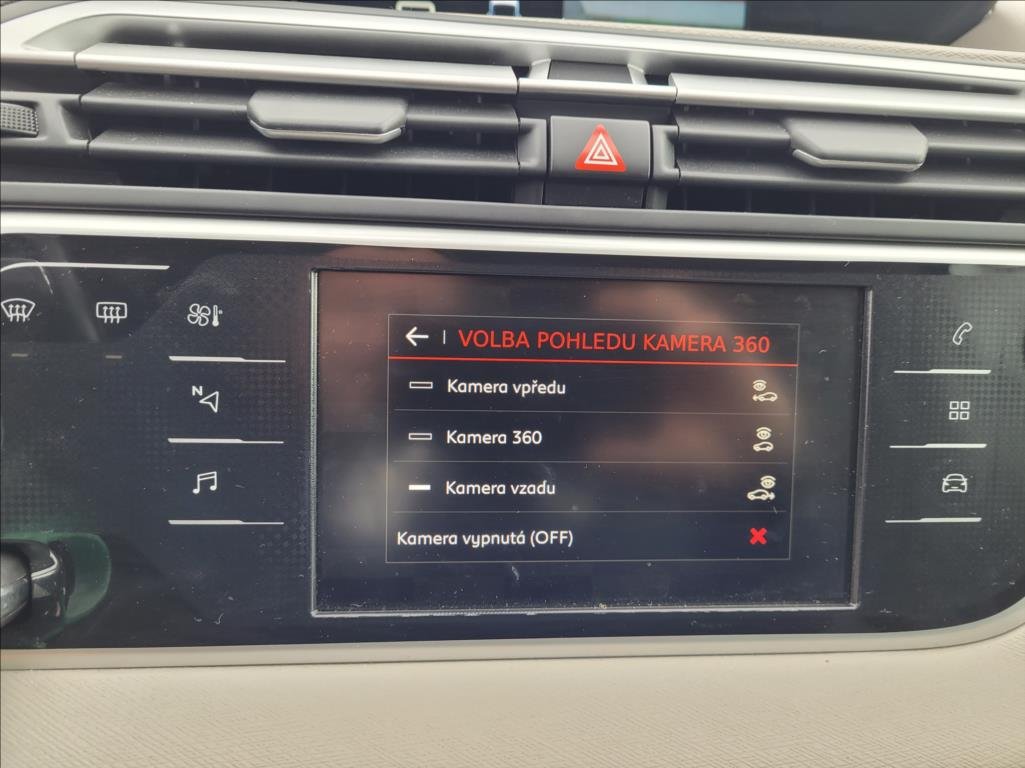 VOLBA POHLEDU KAMERA 360
Kamera vpředu
Kamera 360
Kamera vzadu
Kamera vypnutá (OFF)
N